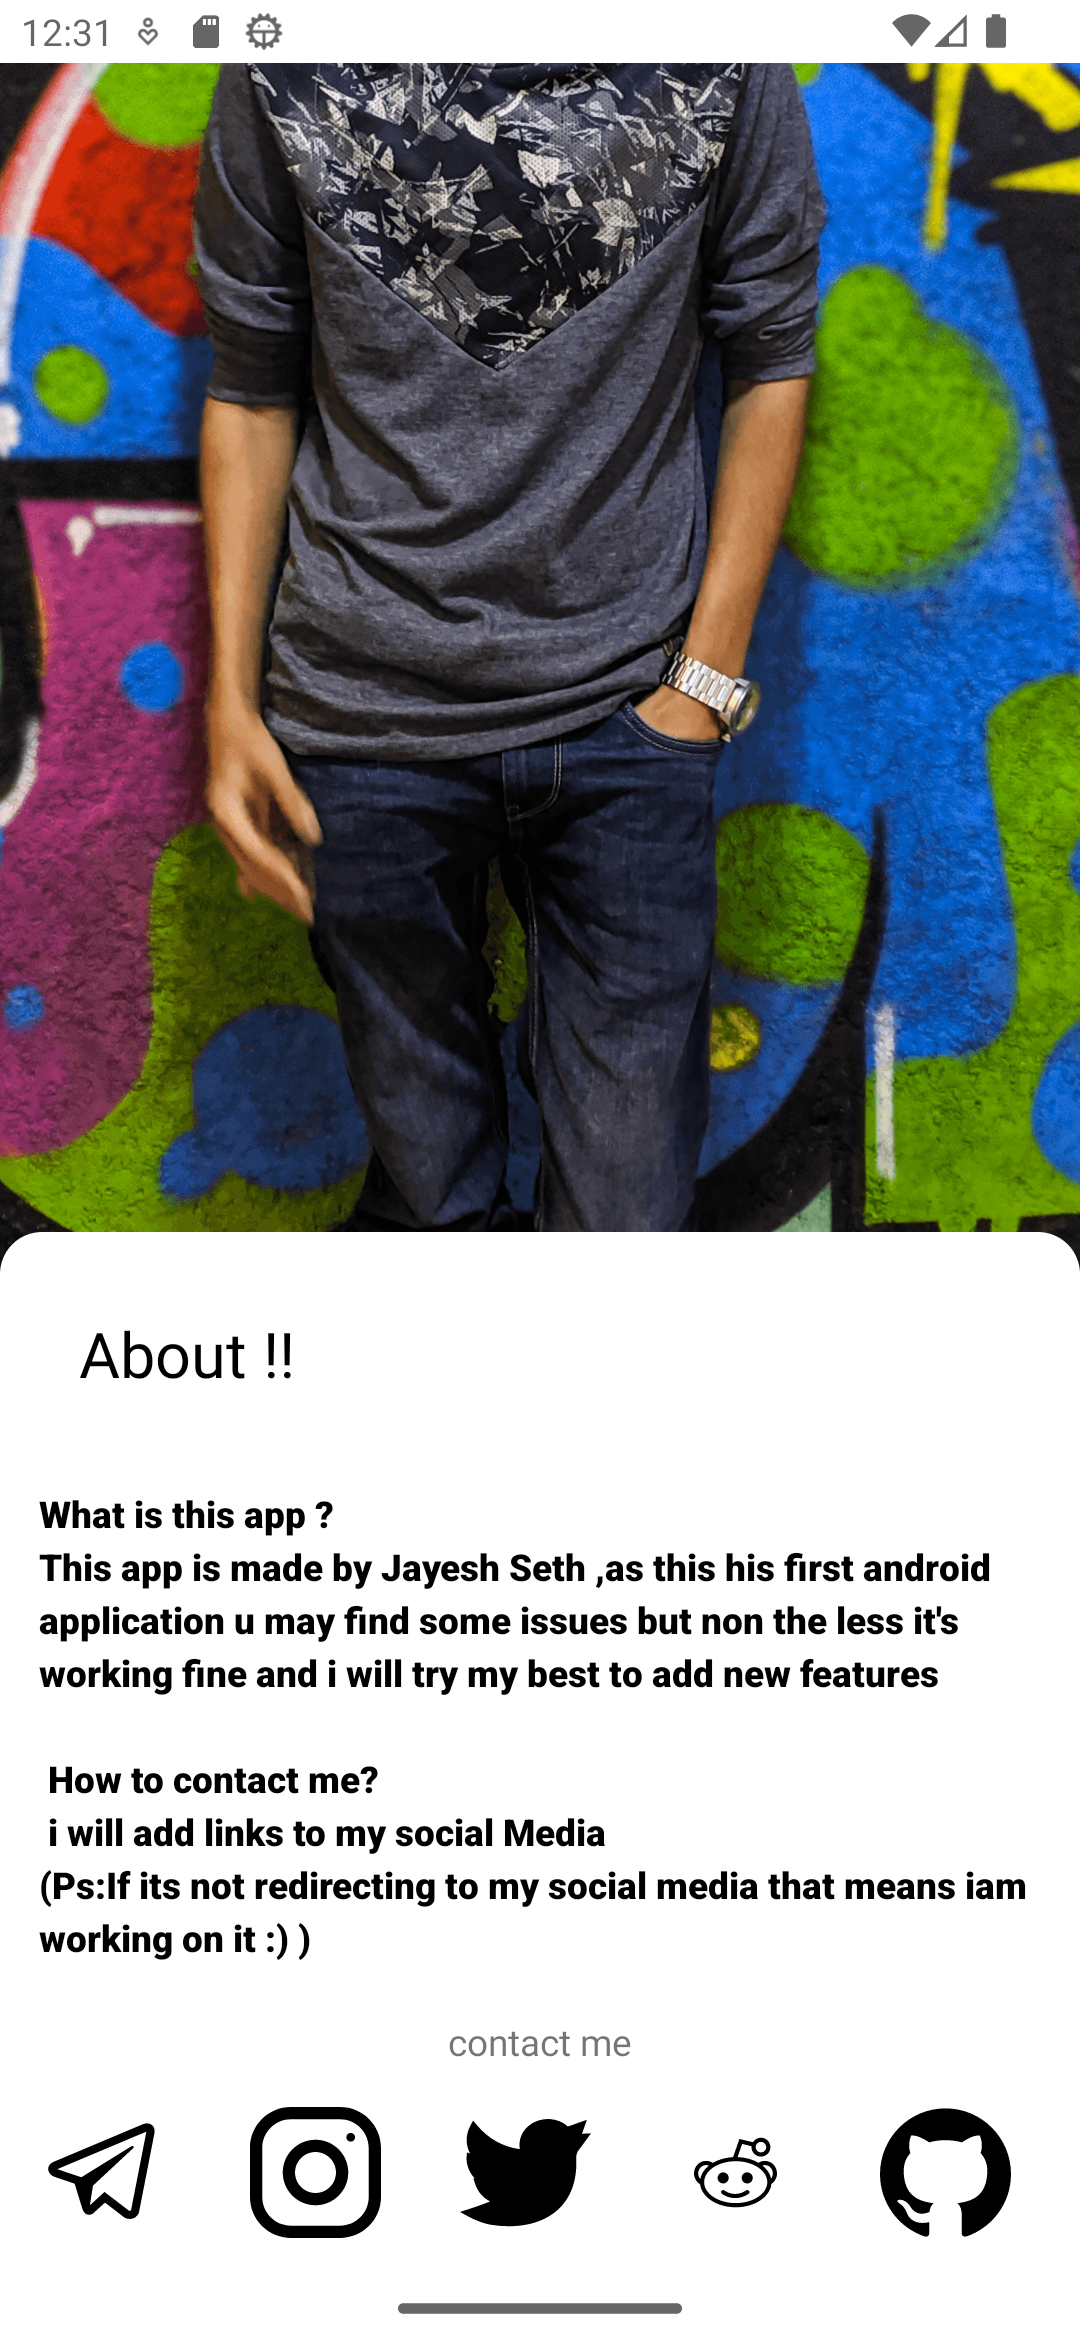 12:31
About !!
What is this app ?
This app is made by Jayesh Seth ,as this his first android
application u may find some issues but non the less it's
working fine and i will try my best to add new features
How to contact me?
i will add links to my social Media
(Ps:If its not redirecting to my social media that means iam
working on it :) )
contact me